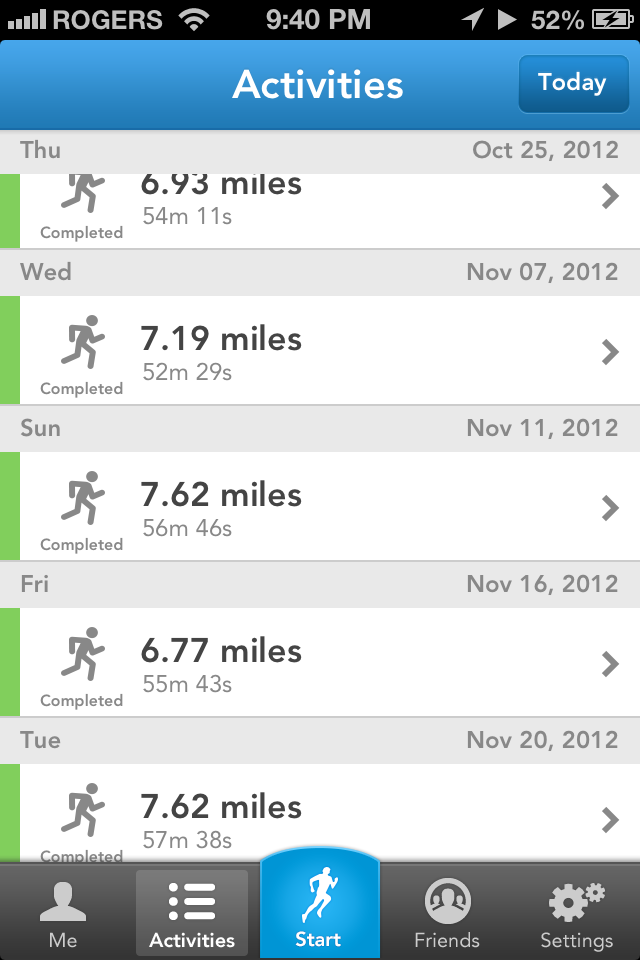 ROGERS 9:40 PM 52%
Activities Today
Thu Oct 25, 2012
6.93 miles
54m 11s
Completed
Wed Nov 07, 2012
7.19 miles
52m 29s
Completed
Sun Nov 11, 2012
7.62 miles
56m 46s
Completed
Fri Nov 16, 2012
6.77 miles
55m 43s
Completed
Tue Nov 20, 2012
7.62 miles
57m 38s
Completed
Me Activities Start Friends Settings